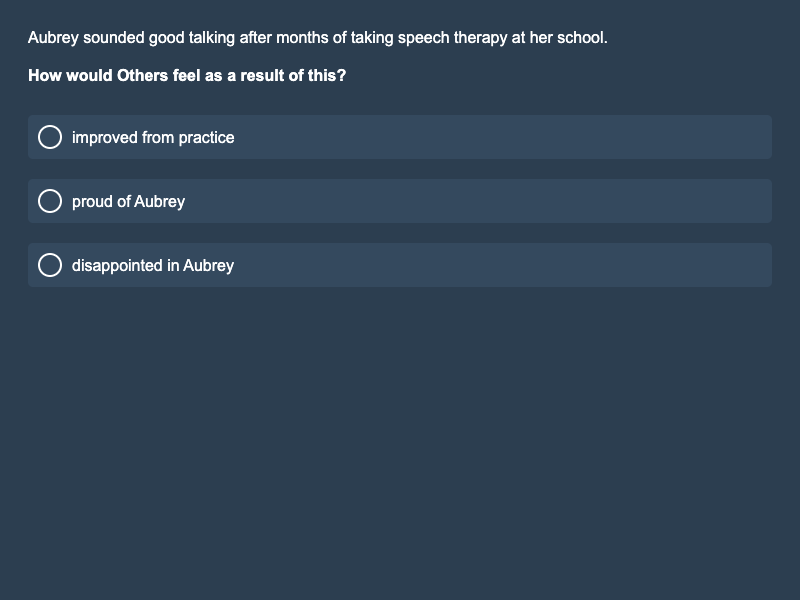 Aubrey sounded good talking after months of taking speech therapy at her school.
How would Others feel as a result of this?
improved from practice
proud of Aubrey
disappointed in Aubrey